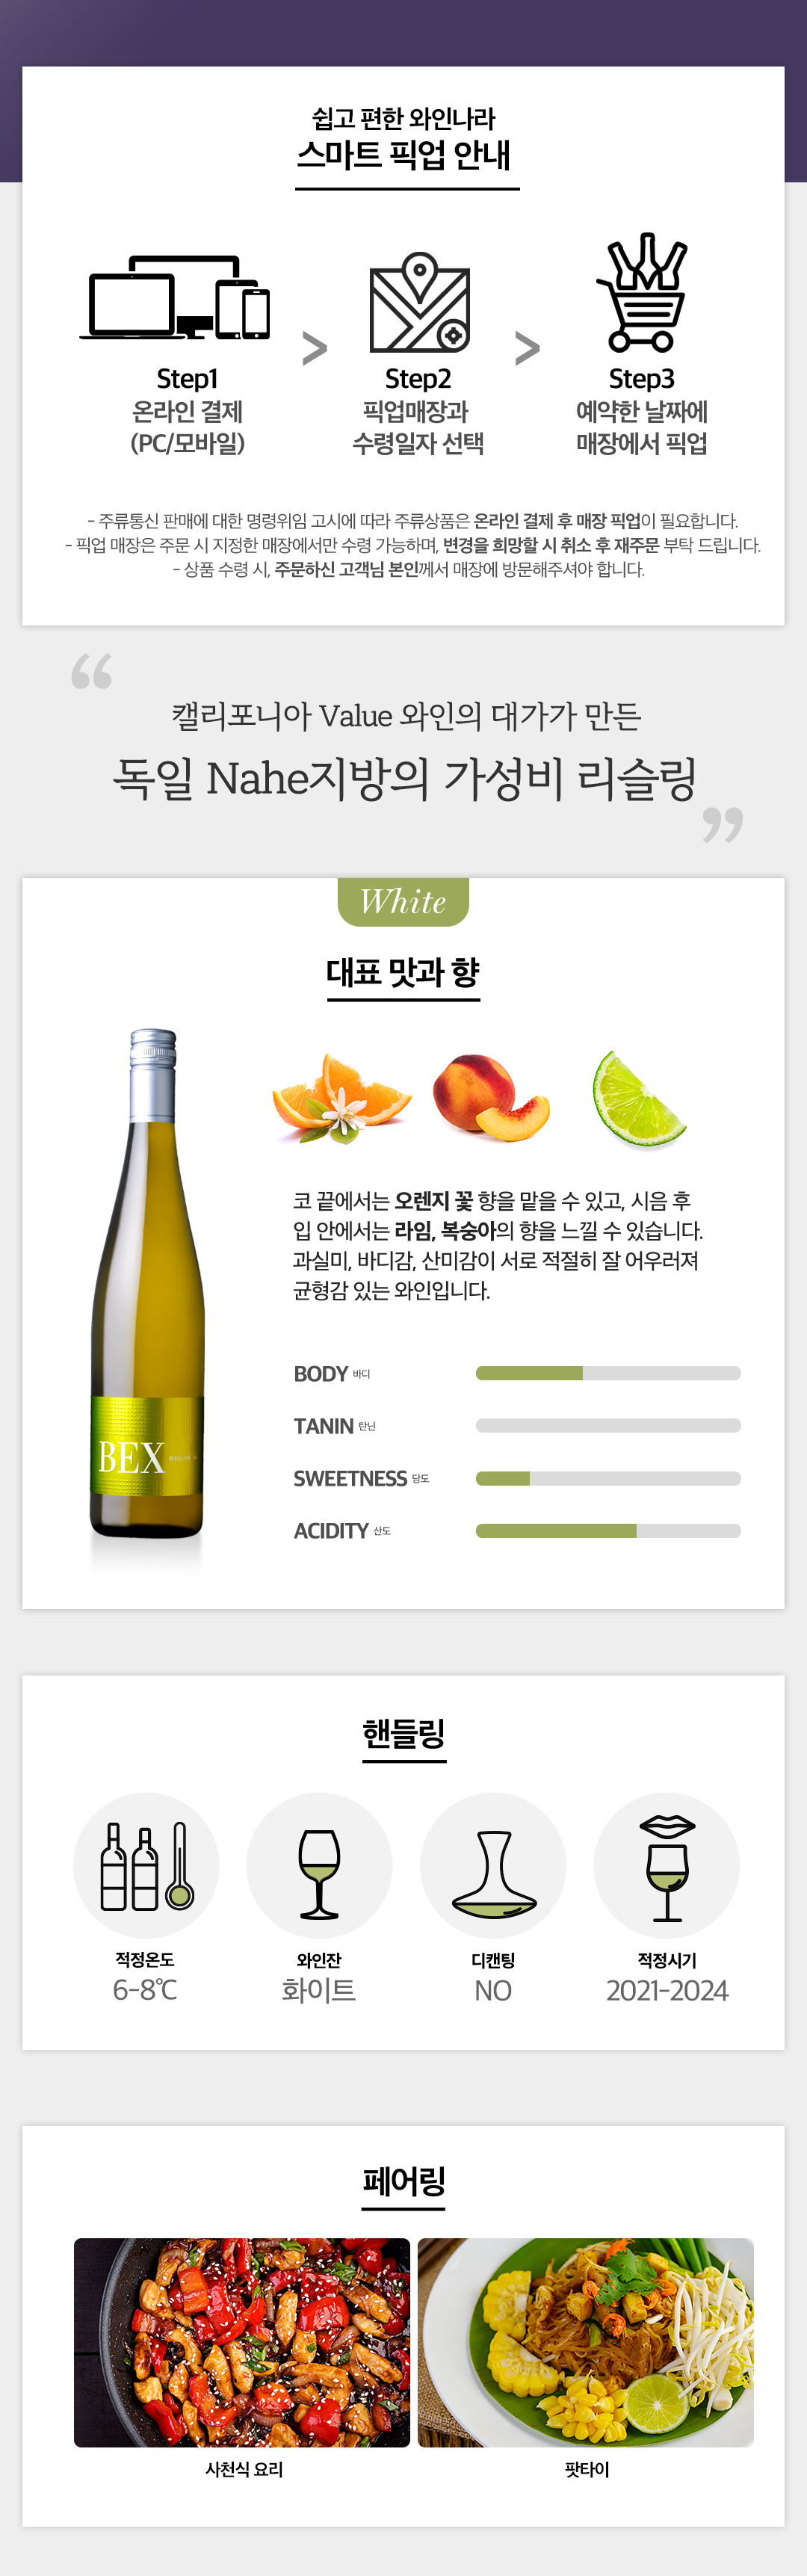 쉽고 편한 와인나라
스마트 픽업 안내
Step1
온라인 결제
(PC/모바일)
>
Step2
픽업매장과
수령일자 선택
>
Step3
예약한 날짜에
매장에서 픽업
- 주류통신 판매에 대한 명령위임 고시에 따라 주류상품은 온라인 결제 후 매장 픽업이 필요합니다.
- 픽업 매장은 주문 시 지정한 매장에서만 수령 가능하며, 변경을 희망할 시 취소 후 재주문 부탁 드립니다.
- 상품 수령 시, 주문하신 고객님 본인께서 매장에 방문해주셔야 합니다.
“
캘리포니아 Value 와인의 대가가 만든
독일 Nahe지방의 가성비 리슬링
”
White
대표 맛과 향
코 끝에서는 오렌지 꽃 향을 맡을 수 있고, 시음 후
입 안에서는 라임, 복숭아의 향을 느낄 수 있습니다.
과실미, 바디감, 산미감이 서로 적절히 잘 어우러져
균형감 있는 와인입니다.
BEX
BODY 바디
TANIN 탄닌
SWEETNESS 당도
ACIDITY 산도
핸들링
적정온도
6-8℃
와인잔
화이트
디캔팅
NO
적정시기
2021-2024
페어링
사천식 요리
팟타이